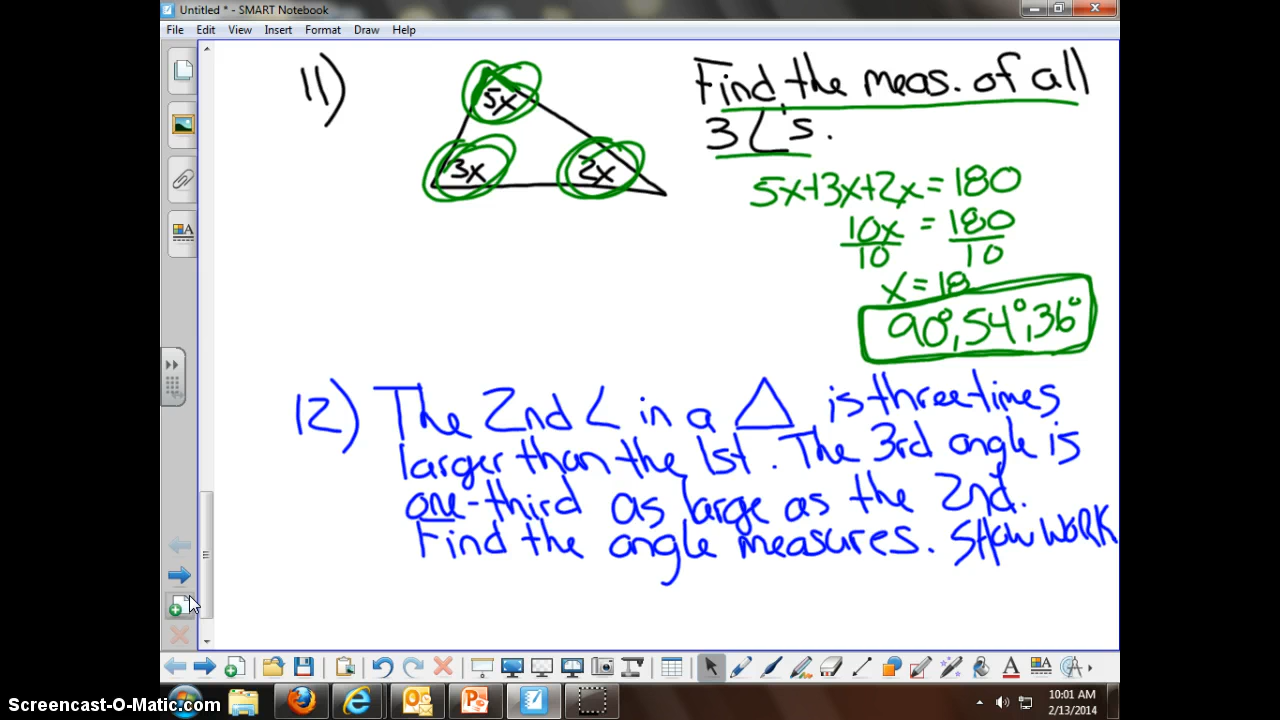 Untitled * - SMART Notebook
File Edit View Insert Format Draw Help
11)
5x
3x
2x
Find the meas. of all
3 ∠'s.
5x+3x+2x=180
10x = 180
10 10
x=18
90°, 54°, 36°
12) The 2nd ∠ in a △ is three times
larger than the 1st. The 3rd angle is
one-third as large as the 2nd.
Find the angle measures. SHOW WORK
10:01 AM
2/13/2014
Screencast-O-Matic.com